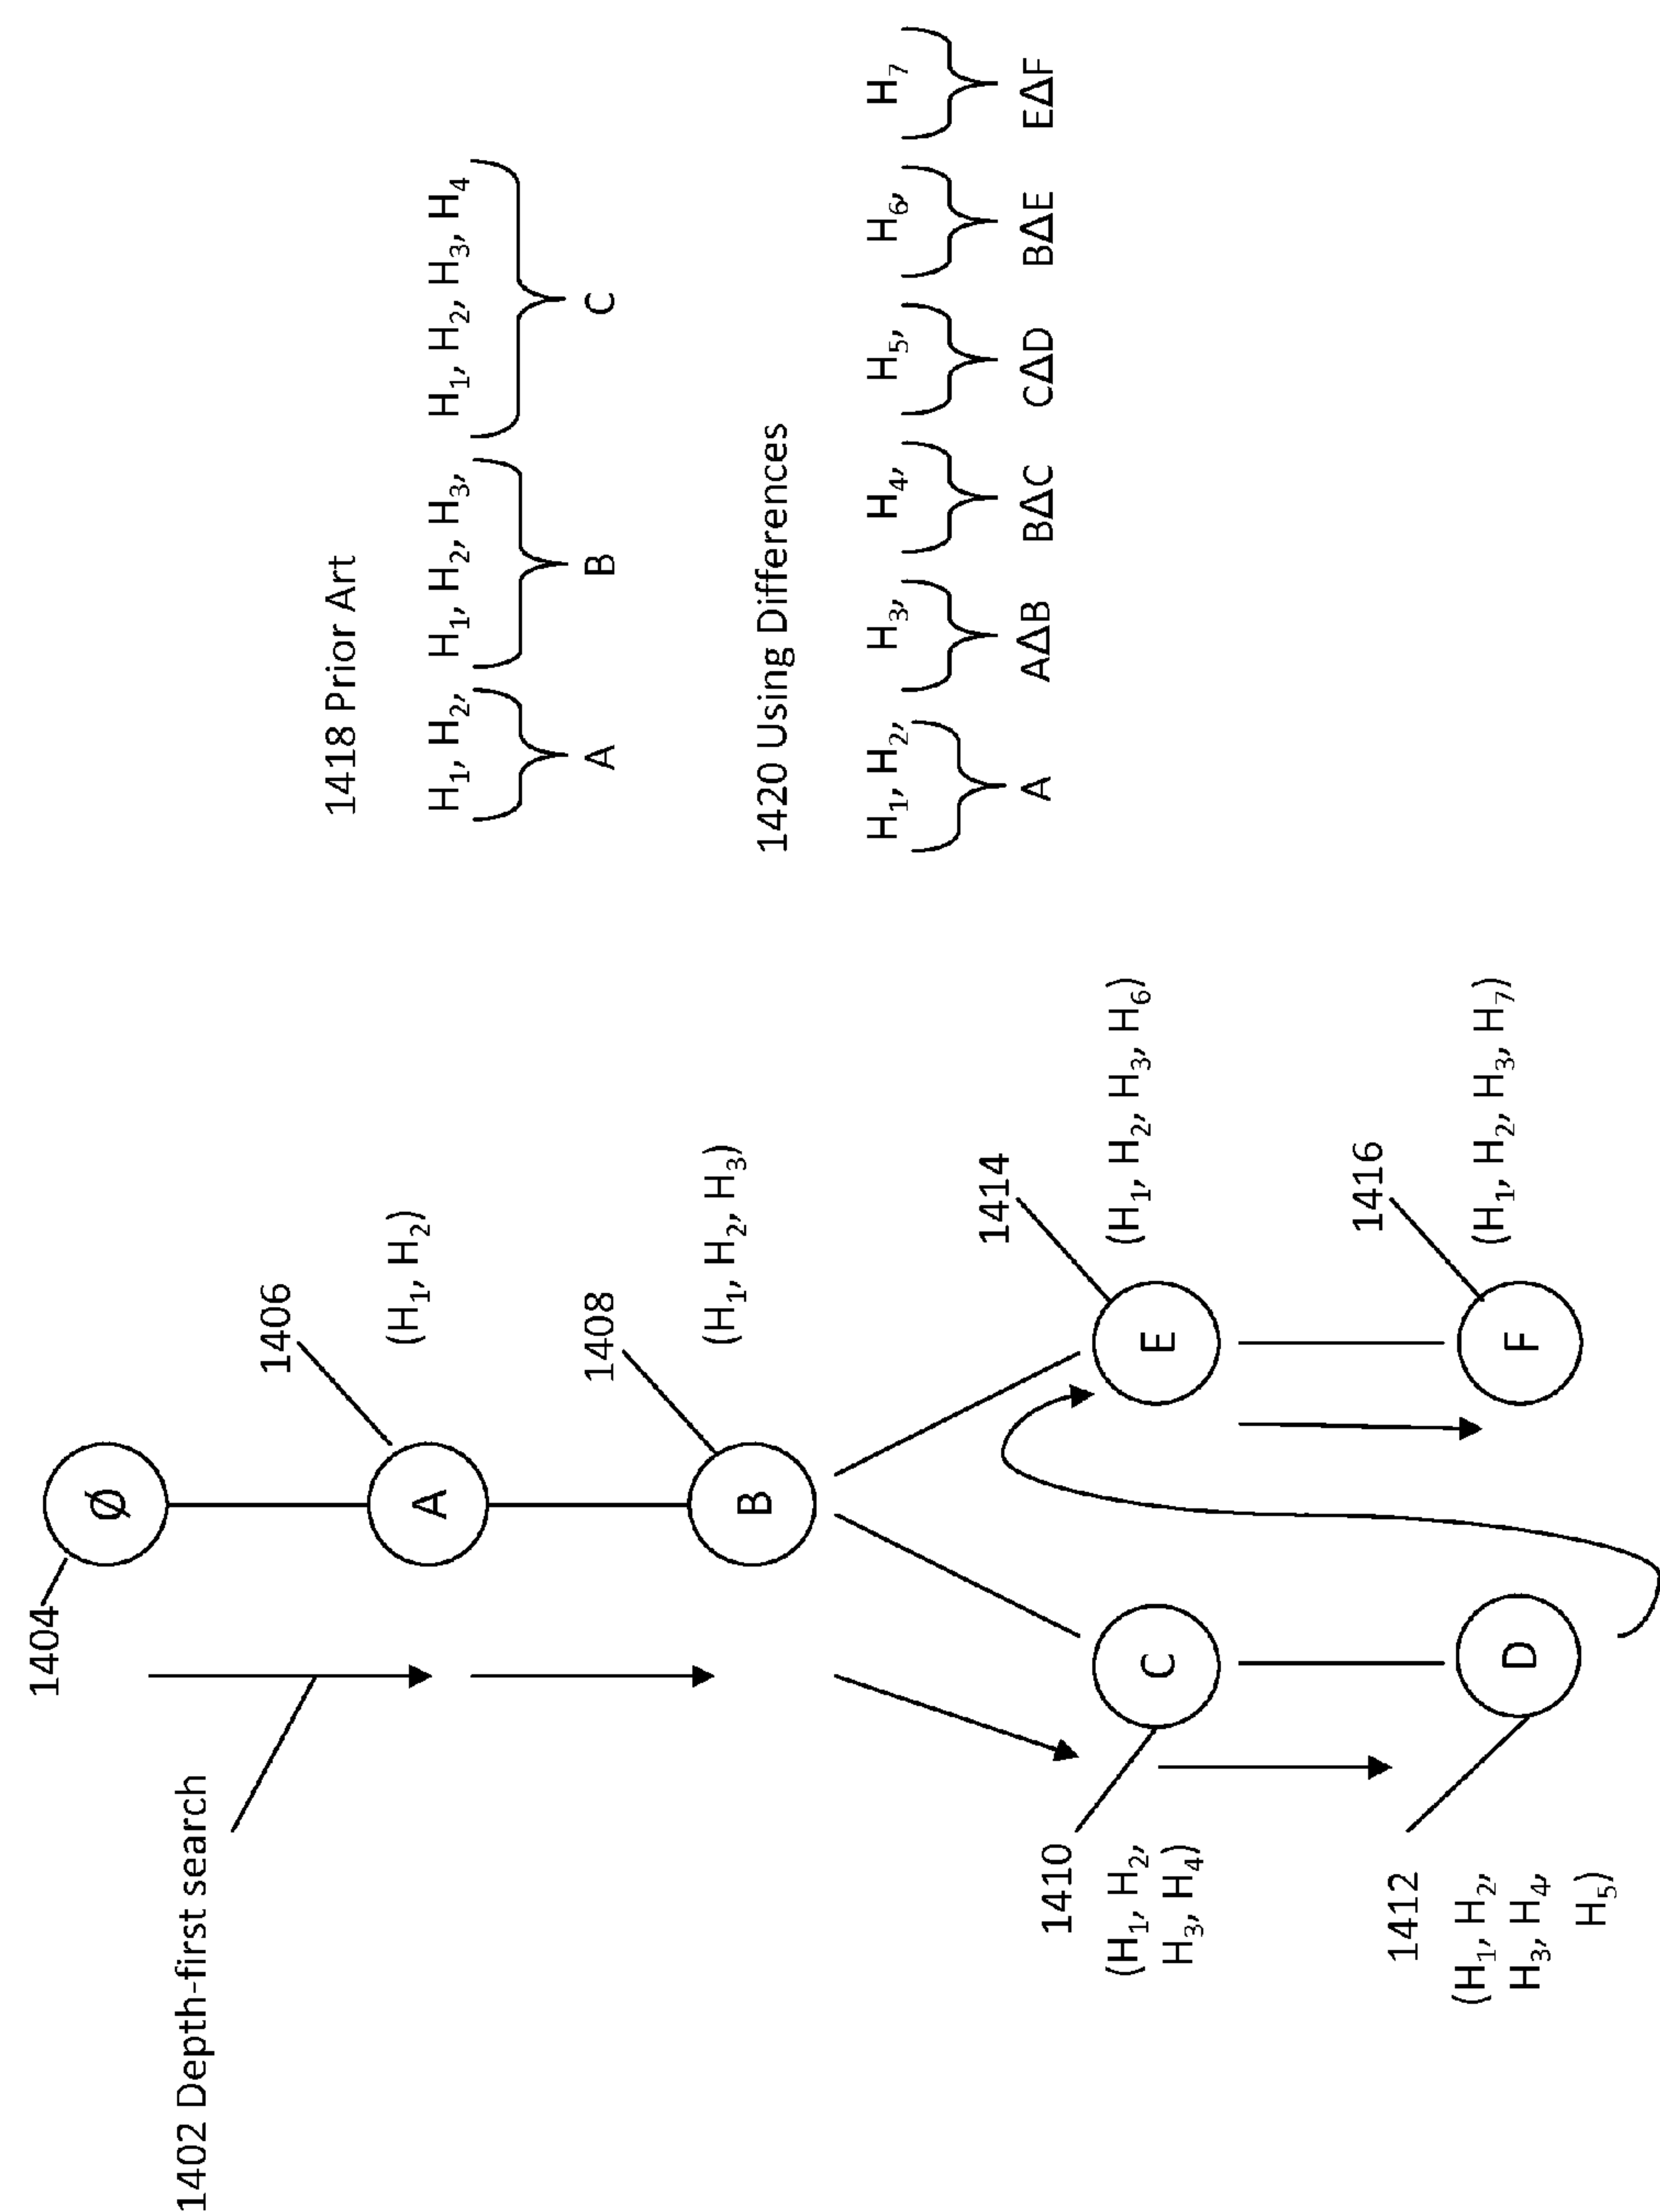 1402 Depth-first search
1404
Ø
1406
A
(H₁, H₂)
1408
B
(H₁, H₂, H₃)
1410
(H₁, H₂,
H₃, H₄)
C
1414
E
(H₁, H₂, H₃, H₆)
1412
(H₁, H₂,
H₃, H₄,
H₅)
D
1416
F
(H₁, H₂, H₃, H₇)
1418 Prior Art
H₁, H₂, H₁, H₂, H₃, H₁, H₂, H₃, H₄
A B C
1420 Using Differences
H₁, H₂, H₃, H₄, H₅, H₆, H₇
A AΔB BΔC CΔD BΔE EΔF